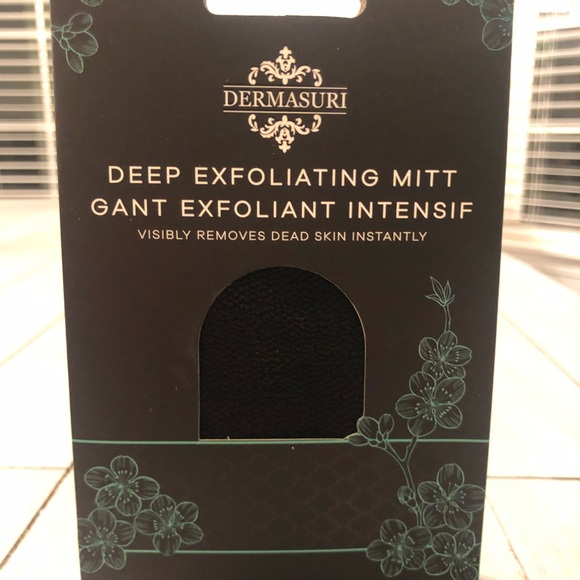 DERMASURI
DEEP EXFOLIATING MITT
GANT EXFOLIANT INTENSIF
VISIBLY REMOVES DEAD SKIN INSTANTLY